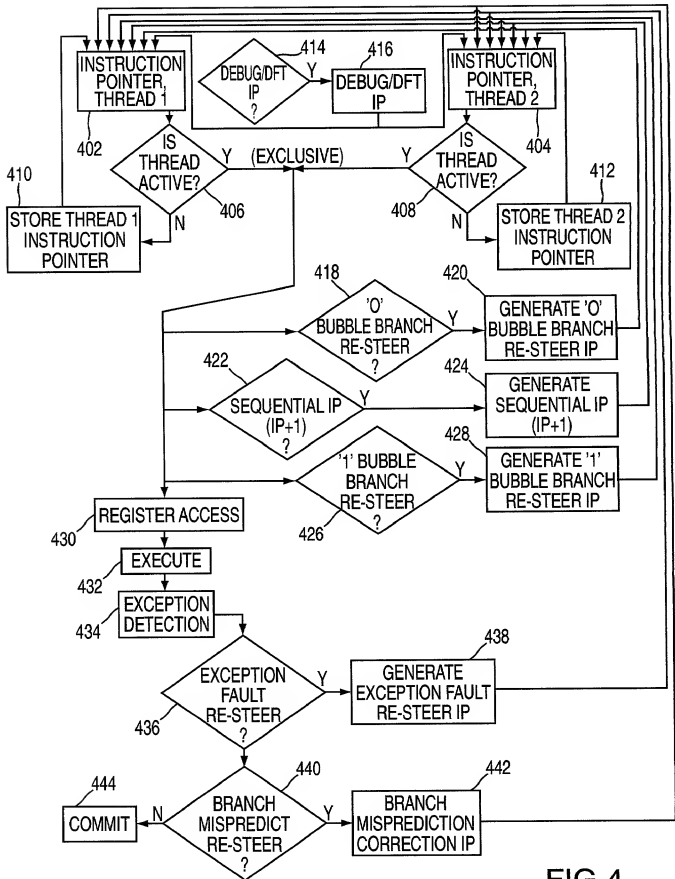 INSTRUCTION
POINTER,
THREAD 1
402
414
DEBUG/DFT
IP
?
Y
416
DEBUG/DFT
IP
INSTRUCTION
POINTER,
THREAD 2
404
IS
THREAD
ACTIVE?
406
Y
N
(EXCLUSIVE)
IS
THREAD
ACTIVE?
408
Y
N
410
STORE THREAD 1
INSTRUCTION
POINTER
412
STORE THREAD 2
INSTRUCTION
POINTER
418
'0'
BUBBLE BRANCH
RE-STEER
?
Y
420
GENERATE '0'
BUBBLE BRANCH
RE-STEER IP
422
SEQUENTIAL IP
(IP+1)
?
Y
424
GENERATE
SEQUENTIAL IP
(IP+1)
'1' BUBBLE
BRANCH
RE-STEER
?
426
Y
428
GENERATE '1'
BUBBLE BRANCH
RE-STEER IP
REGISTER ACCESS
430
EXECUTE
432
EXCEPTION
DETECTION
434
EXCEPTION
FAULT
RE-STEER
?
436
Y
438
GENERATE
EXCEPTION FAULT
RE-STEER IP
440
BRANCH
MISPREDICT
RE-STEER
?
N
Y
442
BRANCH
MISPREDICTION
CORRECTION IP
444
COMMIT
FIG 4